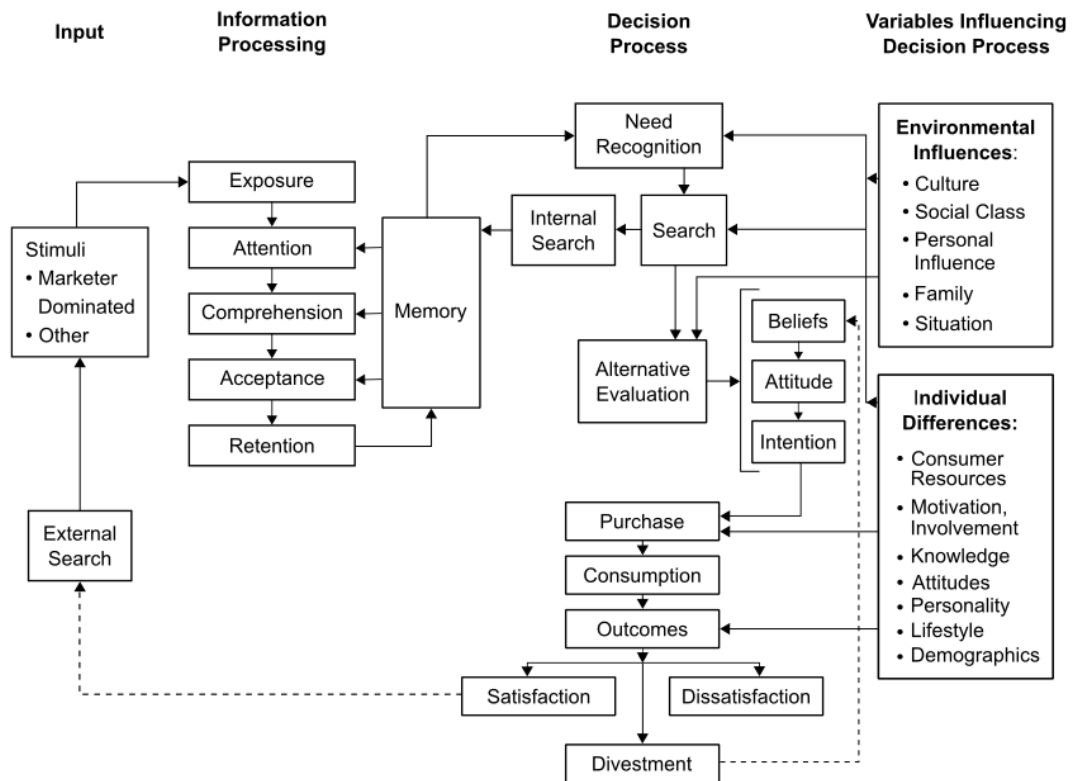 Input
Information
Processing
Decision
Process
Variables Influencing
Decision Process
Stimuli
• Marketer
Dominated
• Other
External
Search
Exposure
Attention
Comprehension
Acceptance
Retention
Memory
Internal
Search
Need
Recognition
Search
Alternative
Evaluation
Beliefs
Attitude
Intention
Purchase
Consumption
Outcomes
Satisfaction
Dissatisfaction
Divestment
Environmental
Influences:
• Culture
• Social Class
• Personal
Influence
• Family
• Situation
Individual
Differences:
• Consumer
Resources
• Motivation,
Involvement
• Knowledge
• Attitudes
• Personality
• Lifestyle
• Demographics